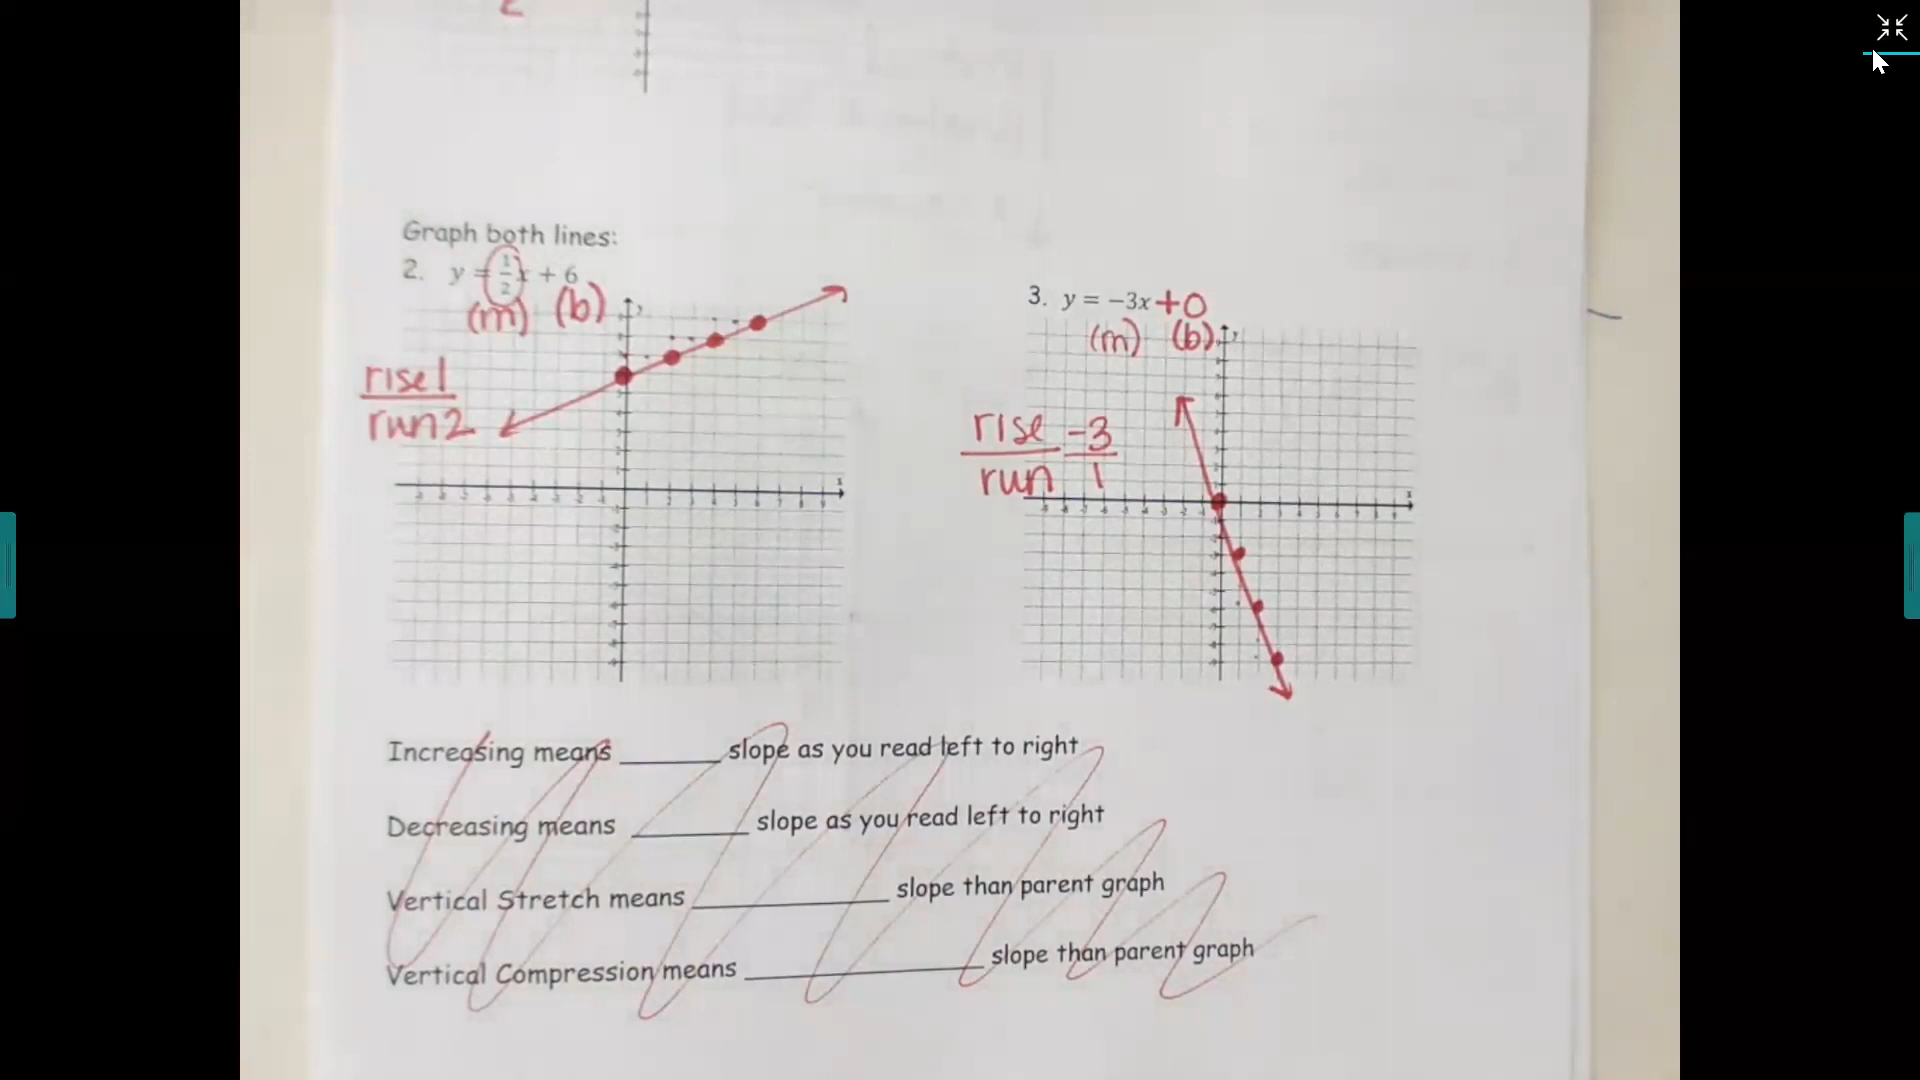 Graph both lines:
2. y = 1/2 x + 6
(m) (b)
rise 1
run 2
3. y = -3x +0
(m) (b)
rise -3
run 1
Increasing means ______ slope as you read left to right
Decreasing means ______ slope as you read left to right
Vertical Stretch means ______ slope than parent graph
Vertical Compression means ______ slope than parent graph